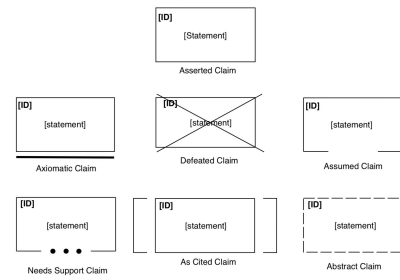 [ID]
[Statement]
Asserted Claim
[ID]
[statement]
Axiomatic Claim
[ID]
[statement]
Defeated Claim
[ID]
[statement]
Assumed Claim
[ID]
[statement]
Needs Support Claim
[ID]
[statement]
As Cited Claim
[ID]
[statement]
Abstract Claim